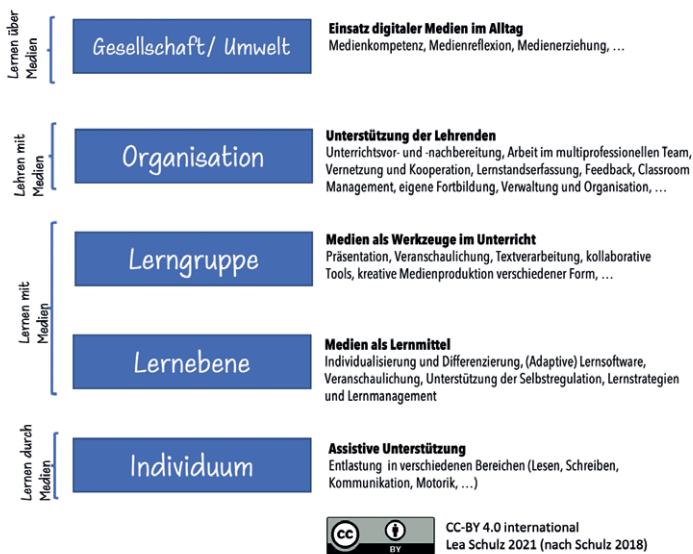 Lernen über
Medien
Gesellschaft/ Umwelt
Einsatz digitaler Medien im Alltag
Medienkompetenz, Medienreflexion, Medienerziehung, …
Lehren mit
Medien
Organisation
Unterstützung der Lehrenden
Unterrichtsvor- und -nachbereitung, Arbeit im multiprofessionellen Team,
Vernetzung und Kooperation, Lernstandserfassung, Feedback, Classroom
Management, eigene Fortbildung, Verwaltung und Organisation, …
Lernen mit
Medien
Lerngruppe
Medien als Werkzeuge im Unterricht
Präsentation, Veranschaulichung, Textverarbeitung, kollaborative
Tools, kreative Medienproduktion verschiedener Form, …
Lernebene
Medien als Lernmittel
Individualisierung und Differenzierung, (Adaptive) Lernsoftware,
Veranschaulichung, Unterstützung der Selbstregulation, Lernstrategien
und Lernmanagement
Lernen durch
Medien
Individuum
Assistive Unterstützung
Entlastung in verschiedenen Bereichen (Lesen, Schreiben,
Kommunikation, Motorik, …)
cc
BY
CC-BY 4.0 international
Lea Schulz 2021 (nach Schulz 2018)